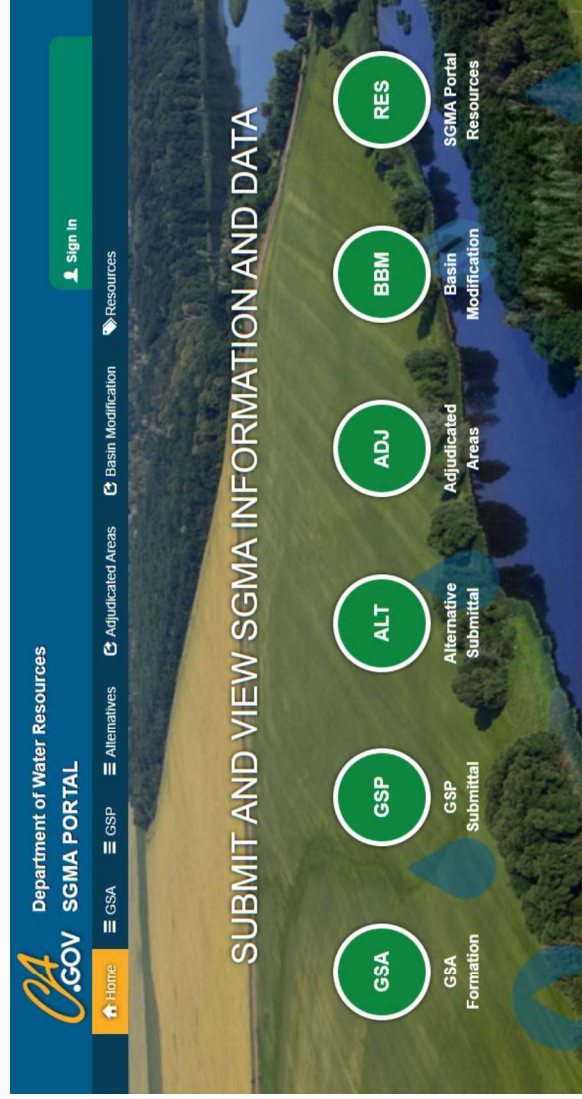 CA
.GOV
Department of Water Resources
SGMA PORTAL
Sign In
Home
GSA
GSP
Alternatives
Adjudicated Areas
Basin Modification
Resources
SUBMIT AND VIEW SGMA INFORMATION AND DATA
GSA
GSP
ALT
ADJ
BBM
RES
GSA
Formation
GSP
Submittal
Alternative
Submittal
Adjudicated
Areas
Basin
Modification
SGMA Portal
Resources